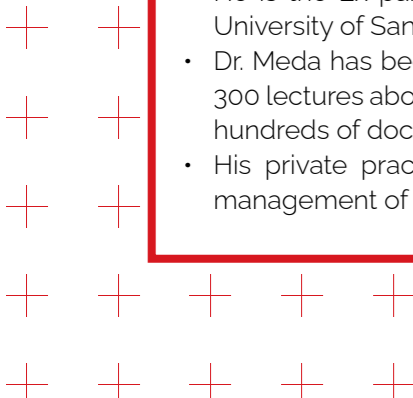 University of San
• Dr. Meda has be
300 lectures abo
hundreds of doc
• His private prac
management of